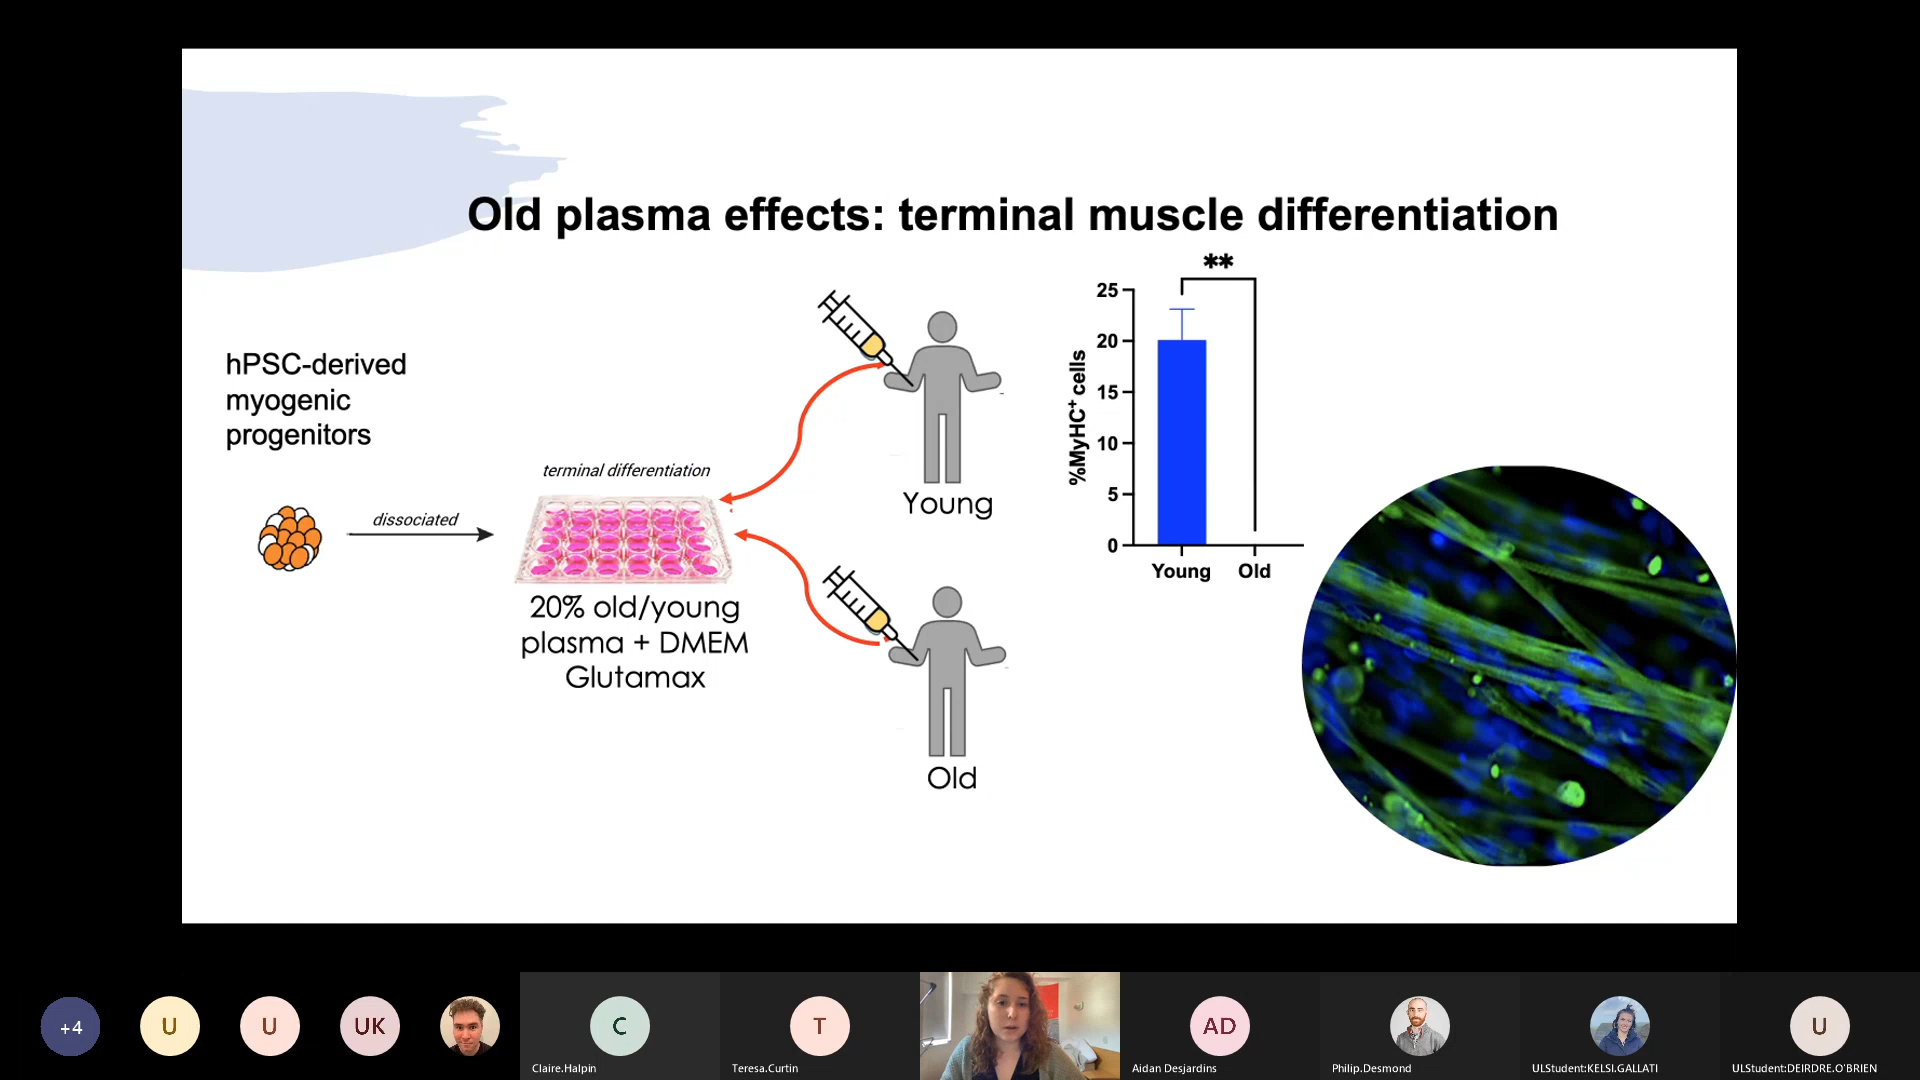 Old plasma effects: terminal muscle differentiation
hPSC-derived
myogenic
progenitors
dissociated
terminal differentiation
20% old/young
plasma + DMEM
Glutamax
Young
Old
**
%MyHC+ cells
25
20
15
10
5
0
Young Old
+4
U
U
UK
C
Claire.Halpin
T
Teresa.Curtin
AD
Aidan Desjardins
Philip.Desmond
ULStudent:KELSI.GALLATI
U
ULStudent:DEIRDRE.O'BRIEN